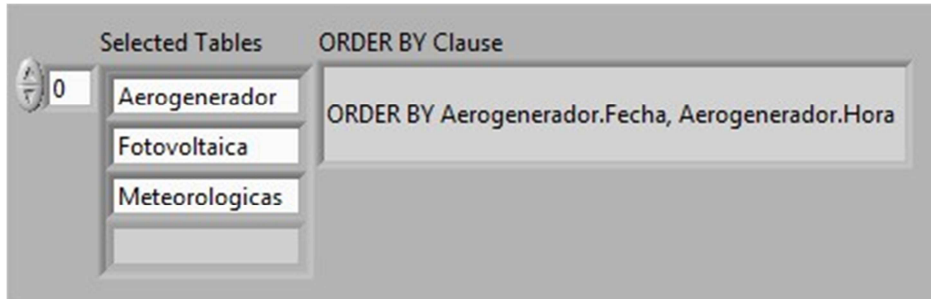 Selected Tables
ORDER BY Clause
0
Aerogenerador
Fotovoltaica
Meteorologicas
ORDER BY Aerogenerador.Fecha, Aerogenerador.Hora